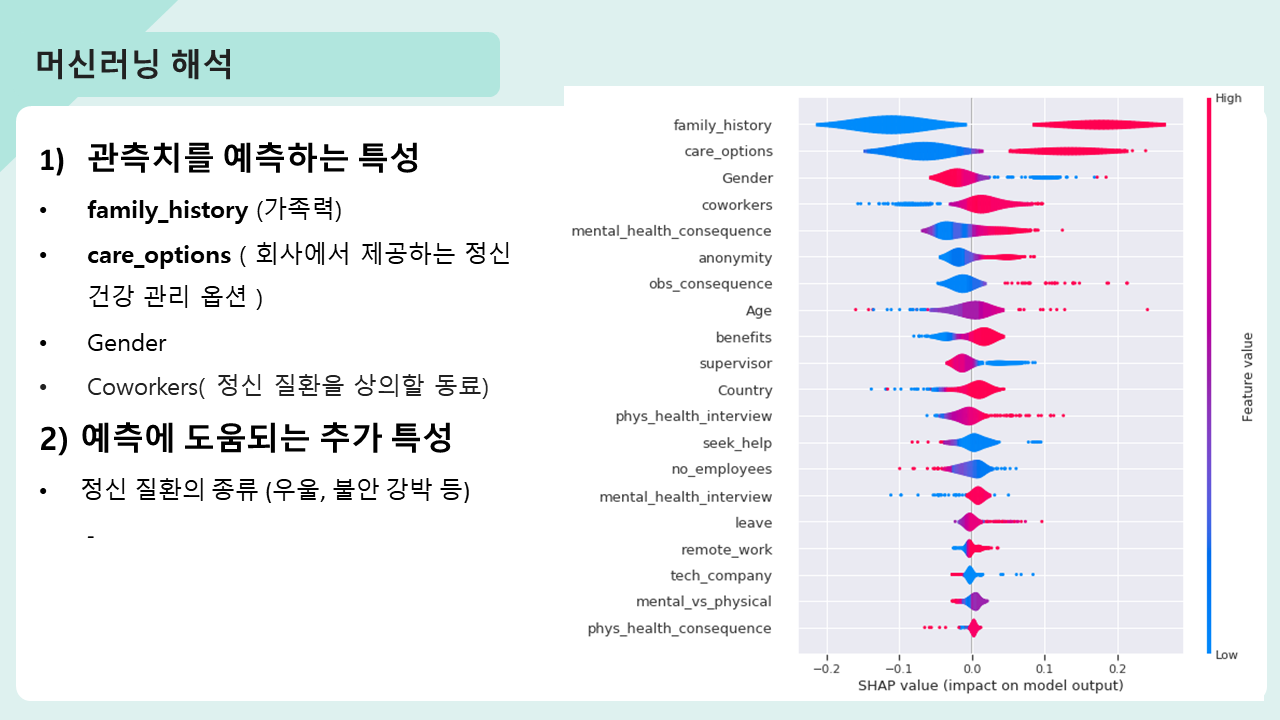 머신러닝 해석
1) 관측치를 예측하는 특성
• family_history (가족력)
• care_options ( 회사에서 제공하는 정신
건강 관리 옵션 )
• Gender
• Coworkers( 정신 질환을 상의할 동료)
2) 예측에 도움되는 추가 특성
• 정신 질환의 종류 (우울, 불안 강박 등)
-
family_history
care_options
Gender
coworkers
mental_health_consequence
anonymity
obs_consequence
Age
benefits
supervisor
Country
phys_health_interview
seek_help
no_employees
mental_health_interview
leave
remote_work
tech_company
mental_vs_physical
phys_health_consequence
−0.2 −0.1 0.0 0.1 0.2
SHAP value (impact on model output)
High
Feature value
Low